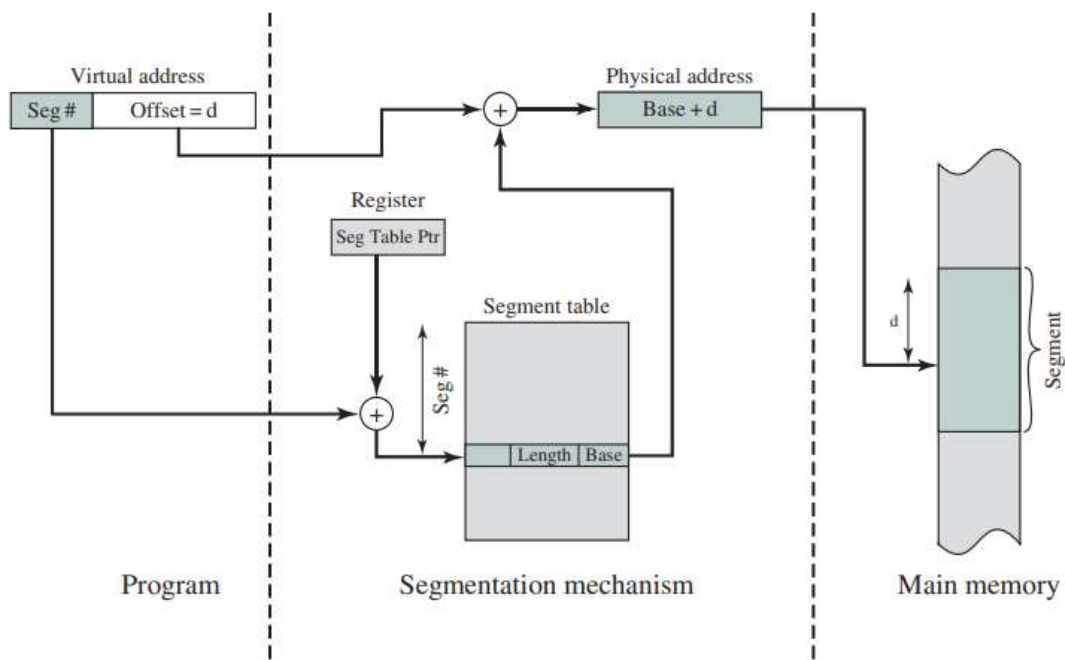 Virtual address
Physical address
Seg #
Offset = d
+
Base + d
Register
Seg Table Ptr
Segment table
Seg #
d
Segment
+
Length
Base
Program
Segmentation mechanism
Main memory